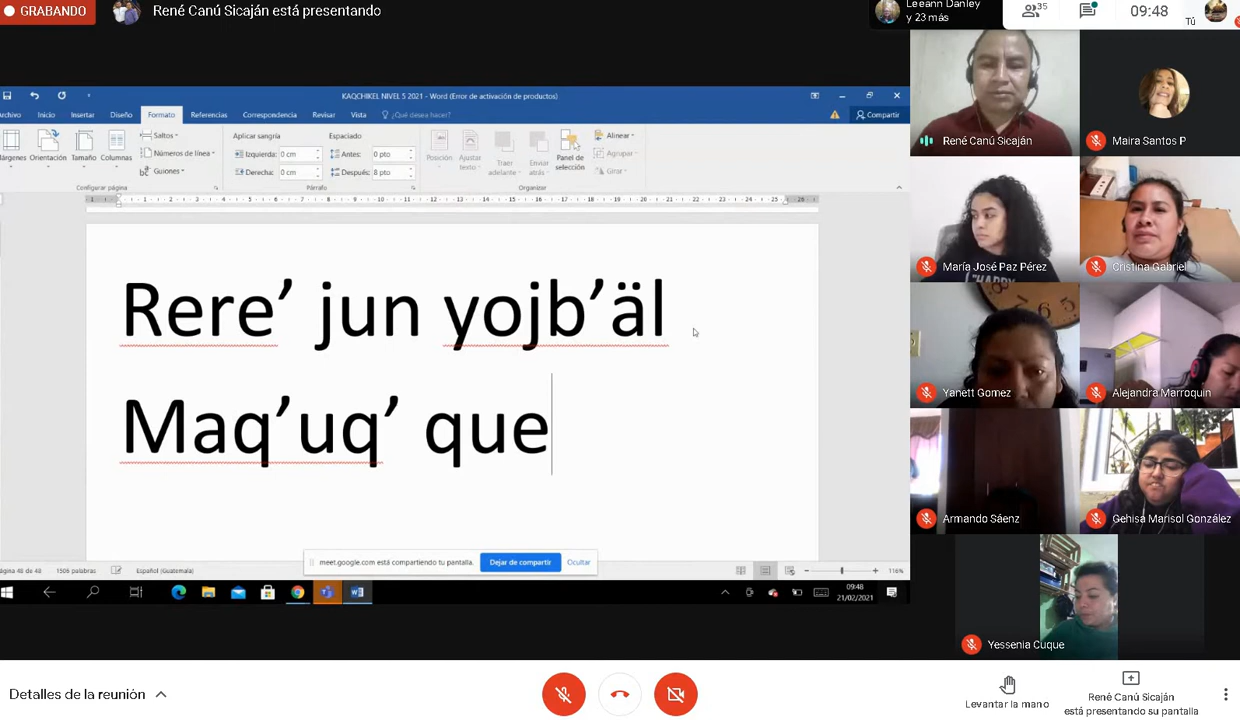 GRABANDO
René Canú Sicaján está presentando
Leeann Danley
y 23 más
35
09:48
Tú
KAQCHIKEL NIVEL 5 2021 - Word (Error de activación de productos)
Inicio
Insertar
Diseño
Formato
Referencias
Correspondencia
Revisar
Vista
¿Qué desea hacer?
Compartir
Orientación
Tamaño
Columnas
Saltos
Números de línea
Guiones
Configurar página
Aplicar sangría
Izquierda: 0 cm
Derecha: 0 cm
Espaciado
Antes: 0 pto
Después: 8 pto
Párrafo
Posición
Ajustar texto
Traer adelante
Enviar atrás
Panel de selección
Alinear
Agrupar
Girar
Organizar
Rere’ jun yojb’äl
Maq’uq’ que
meet.google.com está compartiendo tu pantalla.
Dejar de compartir
Ocultar
1506 palabras
Español (Guatemala)
116%
09:48
21/02/2021
René Canú Sicaján
Maira Santos P
María José Paz Pérez
Cristina Gabriel
Yanett Gomez
Alejandra Marroquin
Armando Sáenz
Gehisa Marisol González
Yessenia Cuque
Detalles de la reunión
Levantar la mano
René Canú Sicaján
está presentando su pantalla